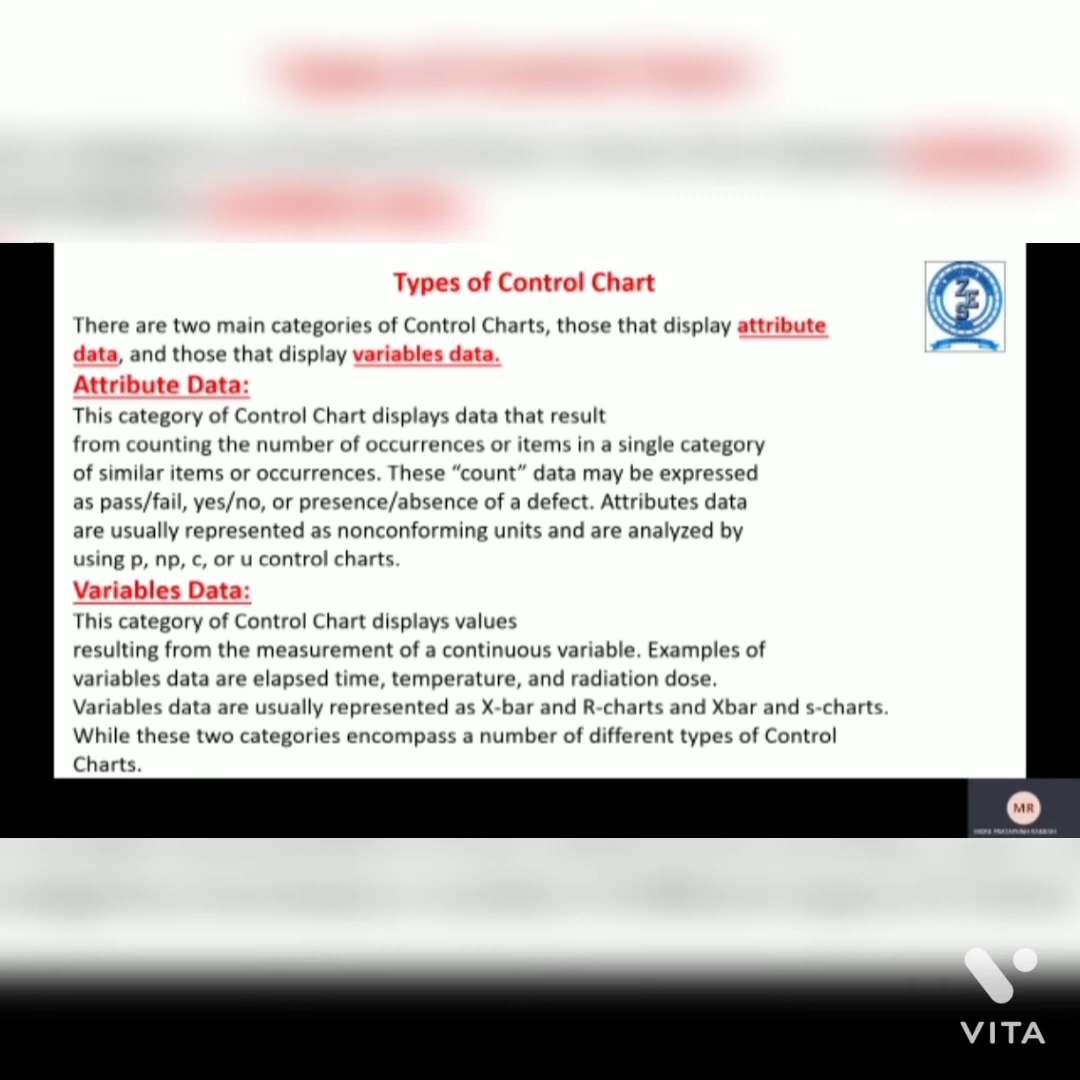 Types of Control Chart
There are two main categories of Control Charts, those that display attribute
data, and those that display variables data.
Attribute Data:
This category of Control Chart displays data that result
from counting the number of occurrences or items in a single category
of similar items or occurrences. These “count” data may be expressed
as pass/fail, yes/no, or presence/absence of a defect. Attributes data
are usually represented as nonconforming units and are analyzed by
using p, np, c, or u control charts.
Variables Data:
This category of Control Chart displays values
resulting from the measurement of a continuous variable. Examples of
variables data are elapsed time, temperature, and radiation dose.
Variables data are usually represented as X-bar and R-charts and Xbar and s-charts.
While these two categories encompass a number of different types of Control
Charts.
ZES
MR
VITA